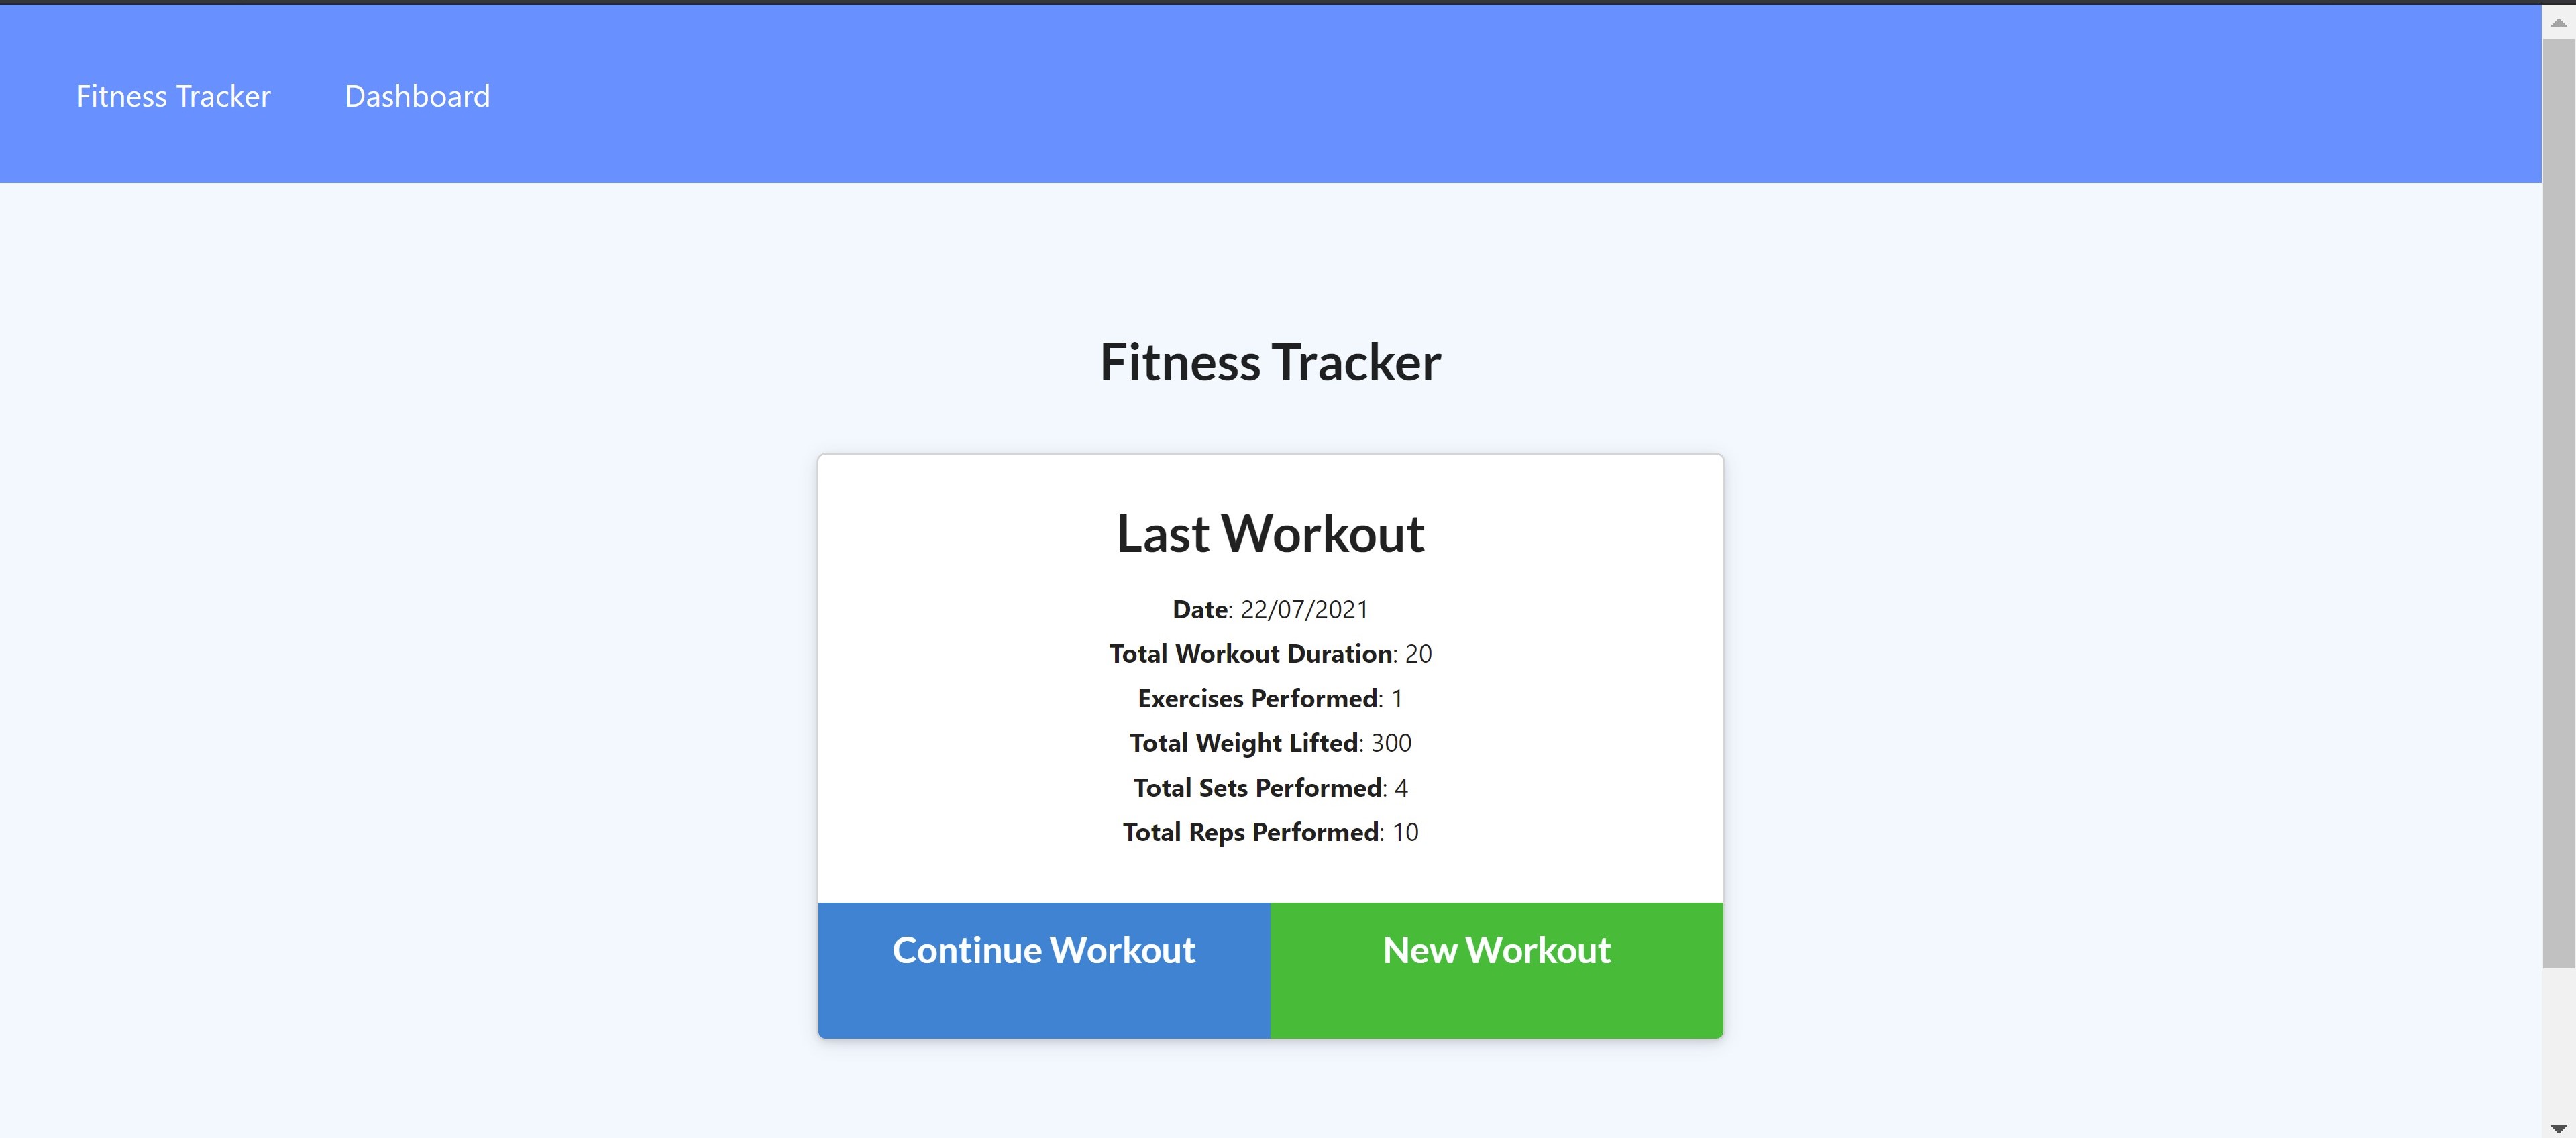 Fitness Tracker Dashboard
Fitness Tracker
Last Workout
Date: 22/07/2021
Total Workout Duration: 20
Exercises Performed: 1
Total Weight Lifted: 300
Total Sets Performed: 4
Total Reps Performed: 10
Continue Workout New Workout